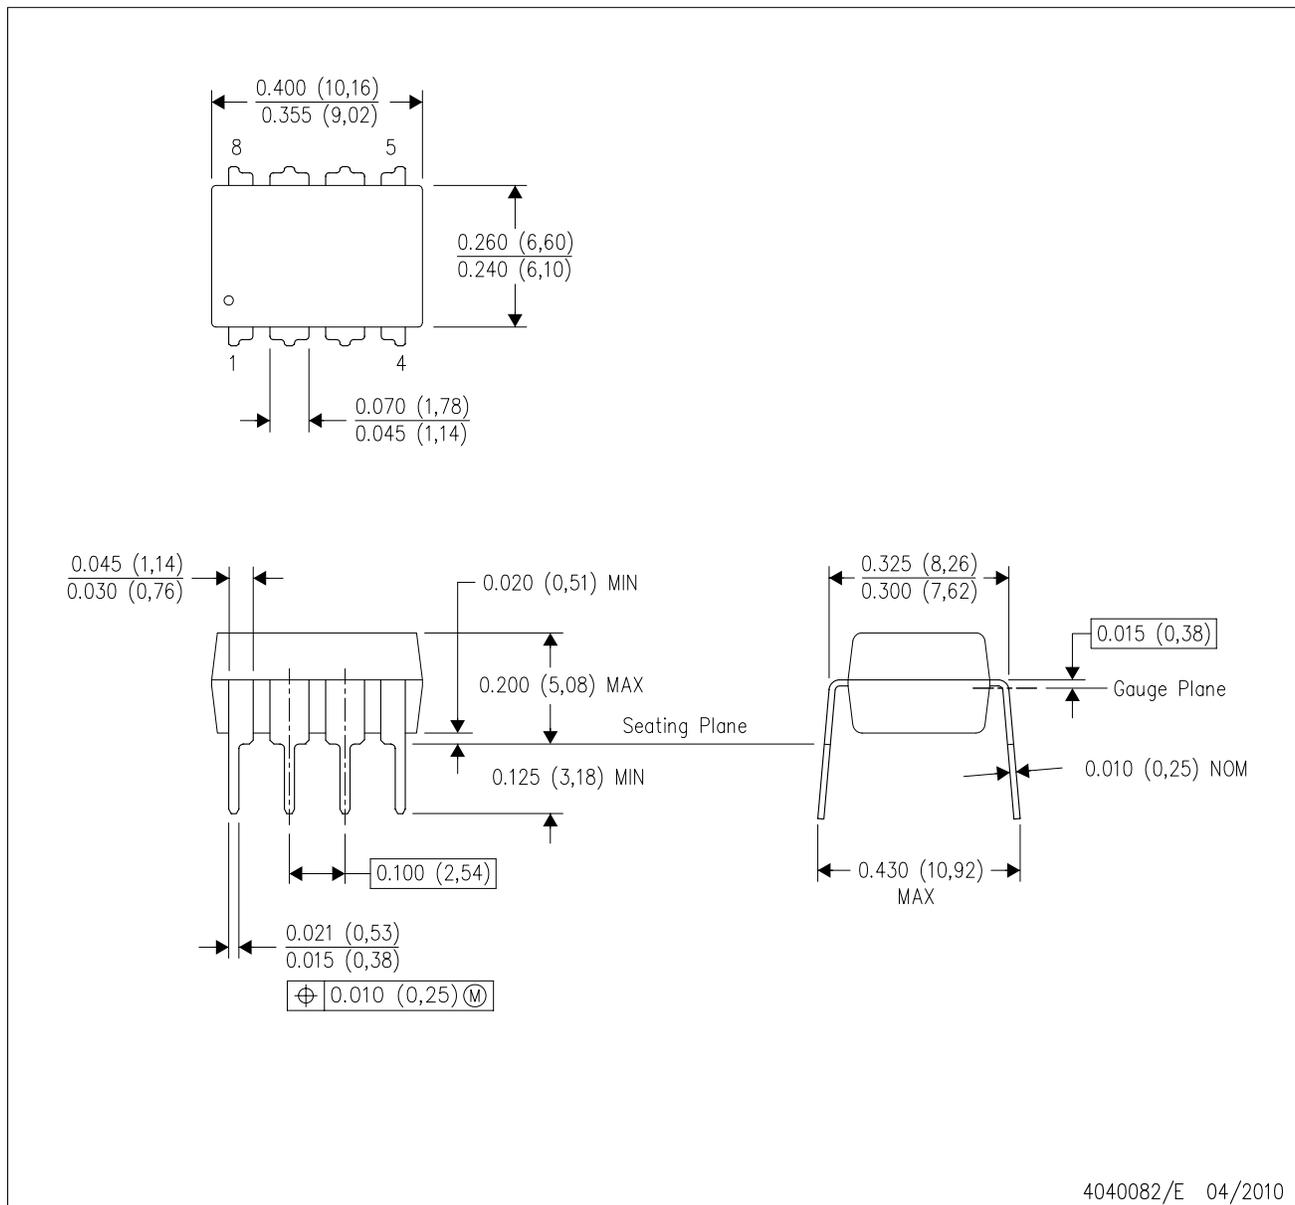 0.400 (10,16)
0.355 (9,02)
8
5
0.260 (6,60)
0.240 (6,10)
1
4
0.070 (1,78)
0.045 (1,14)
0.045 (1,14)
0.030 (0,76)
0.020 (0,51) MIN
0.325 (8,26)
0.300 (7,62)
0.015 (0,38)
0.200 (5,08) MAX
Gauge Plane
Seating Plane
0.125 (3,18) MIN
0.010 (0,25) NOM
0.100 (2,54)
0.430 (10,92)
MAX
0.021 (0,53)
0.015 (0,38)
⌖ 0.010 (0,25) Ⓜ
4040082/E 04/2010